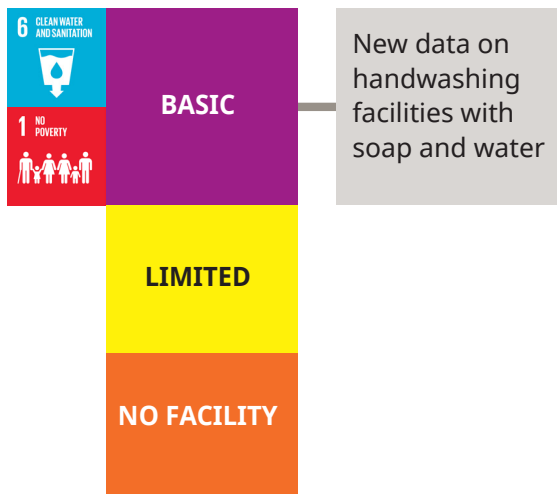 6 CLEAN WATER
AND SANITATION
1 NO
POVERTY
BASIC
New data on
handwashing
facilities with
soap and water
LIMITED
NO FACILITY